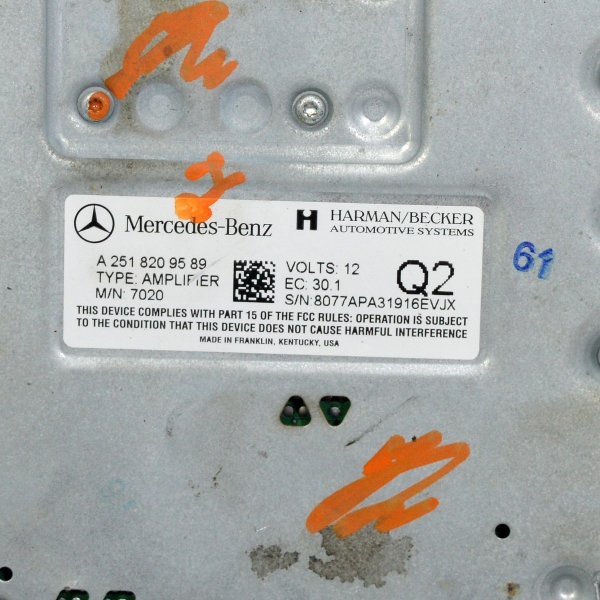 Mercedes-Benz
HARMAN/BECKER
AUTOMOTIVE SYSTEMS
A 251 820 95 89
TYPE: AMPLIFIER
M/N: 7020
VOLTS: 12
EC: 30.1
S/N:8077APA31916EVJX
Q2
THIS DEVICE COMPLIES WITH PART 15 OF THE FCC RULES: OPERATION IS SUBJECT
TO THE CONDITION THAT THIS DEVICE DOES NOT CAUSE HARMFUL INTERFERENCE
MADE IN FRANKLIN, KENTUCKY, USA
61